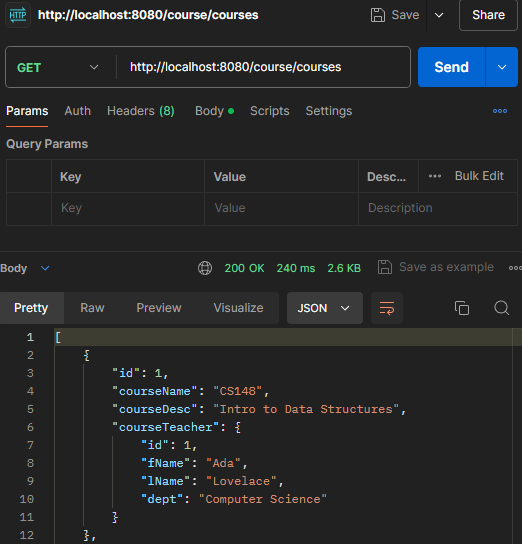 HTTP http://localhost:8080/course/courses Save Share
GET http://localhost:8080/course/courses Send
Params Auth Headers (8) Body Scripts Settings
Query Params
Key Value Desc... Bulk Edit
Key Value Description
Body 200 OK 240 ms 2.6 KB Save as example
Pretty Raw Preview Visualize JSON
1 [
2 {
3 "id": 1,
4 "courseName": "CS148",
5 "courseDesc": "Intro to Data Structures",
6 "courseTeacher": {
7 "id": 1,
8 "fName": "Ada",
9 "lName": "Lovelace",
10 "dept": "Computer Science"
11 }
12 },